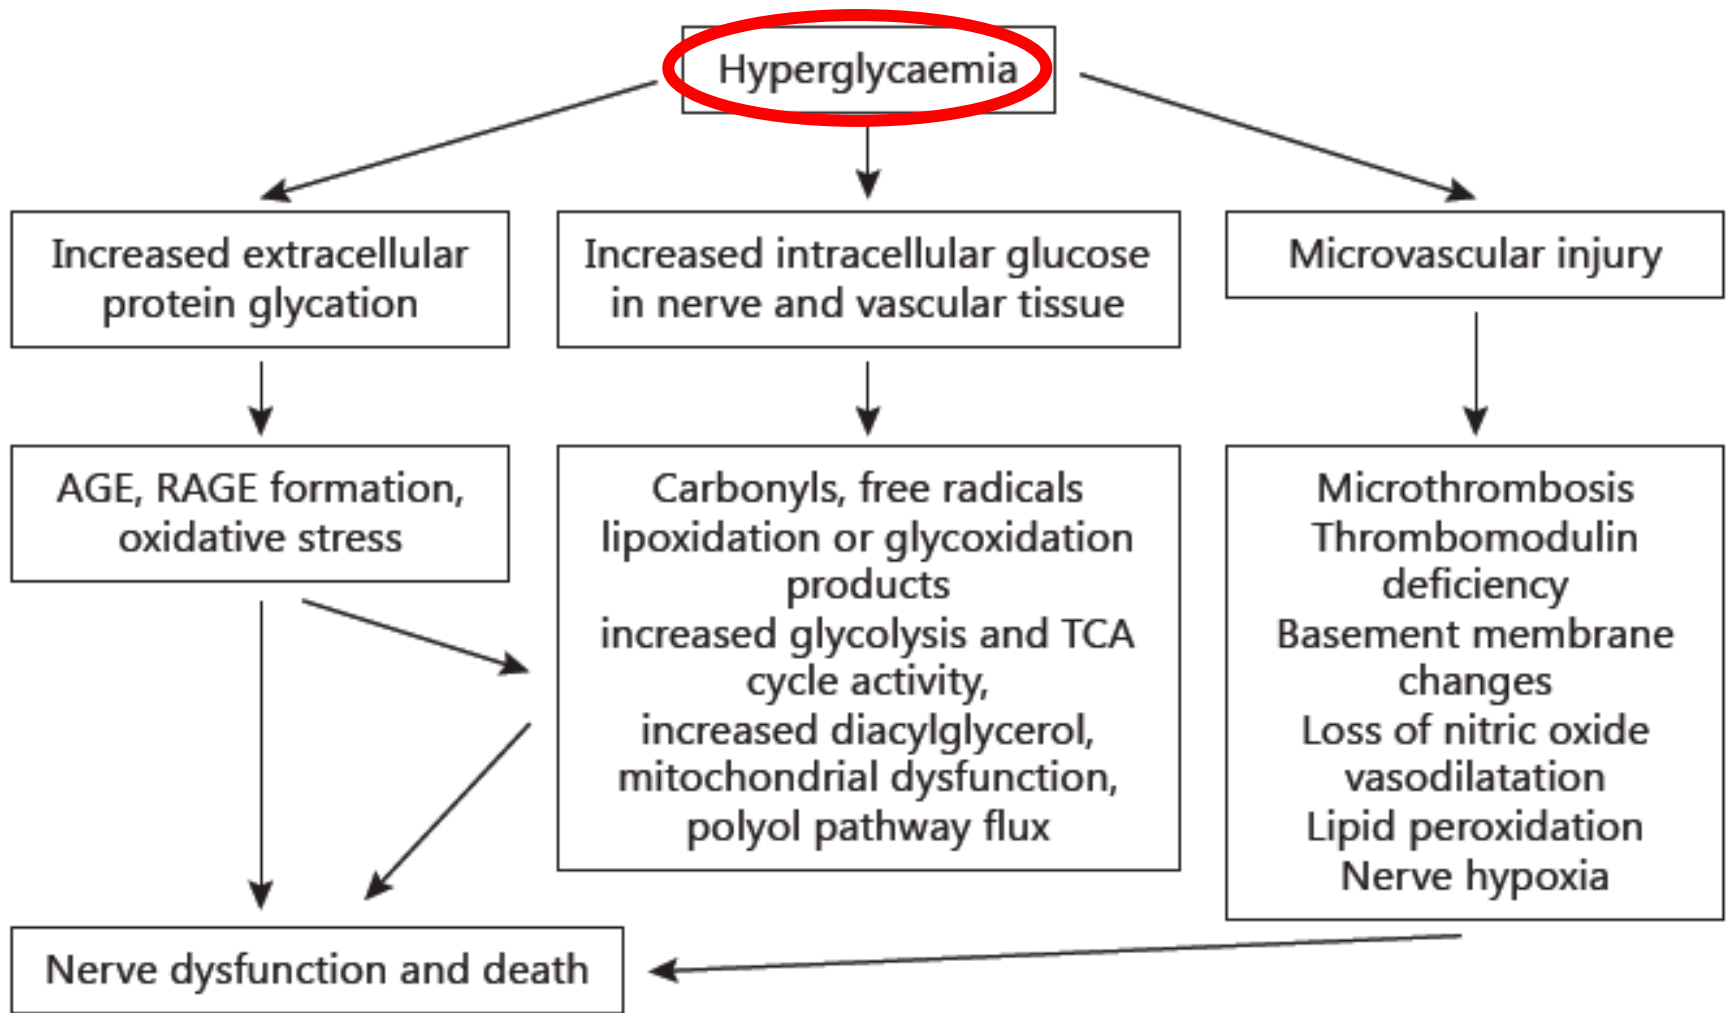 Hyperglycaemia
Increased extracellular
protein glycation
Increased intracellular glucose
in nerve and vascular tissue
Microvascular injury
AGE, RAGE formation,
oxidative stress
Carbonyls, free radicals
lipoxidation or glycoxidation
products
increased glycolysis and TCA
cycle activity,
increased diacylglycerol,
mitochondrial dysfunction,
polyol pathway flux
Microthrombosis
Thrombomodulin
deficiency
Basement membrane
changes
Loss of nitric oxide
vasodilatation
Lipid peroxidation
Nerve hypoxia
Nerve dysfunction and death